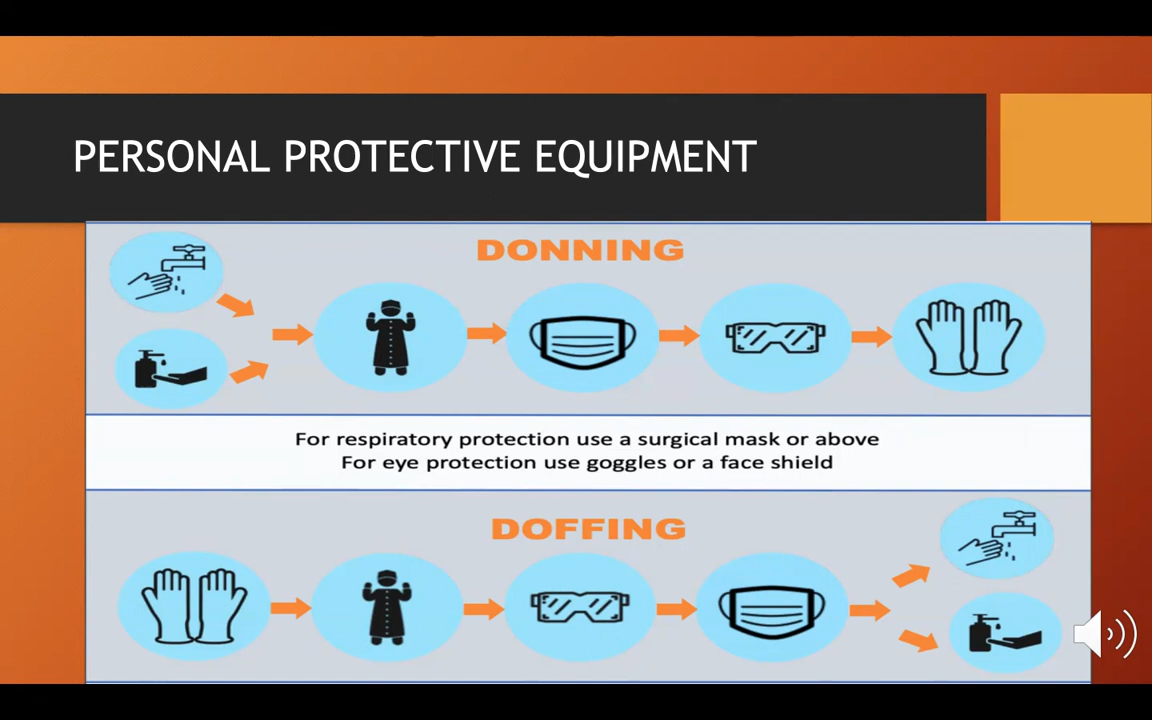 PERSONAL PROTECTIVE EQUIPMENT
DONNING
For respiratory protection use a surgical mask or above
For eye protection use goggles or a face shield
DOFFING